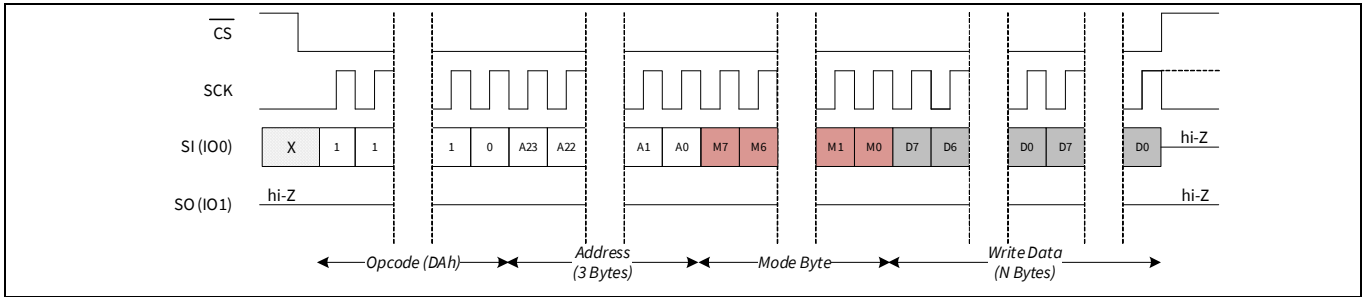 CS
SCK
SI (IO0) X 1 1 1 0 A23 A22 A1 A0 M7 M6 M1 M0 D7 D6 D0 D7 D0 hi-Z
hi-Z hi-Z
SO (IO1)
Opcode (DAh) Address Mode Byte Write Data
(3 Bytes) (N Bytes)